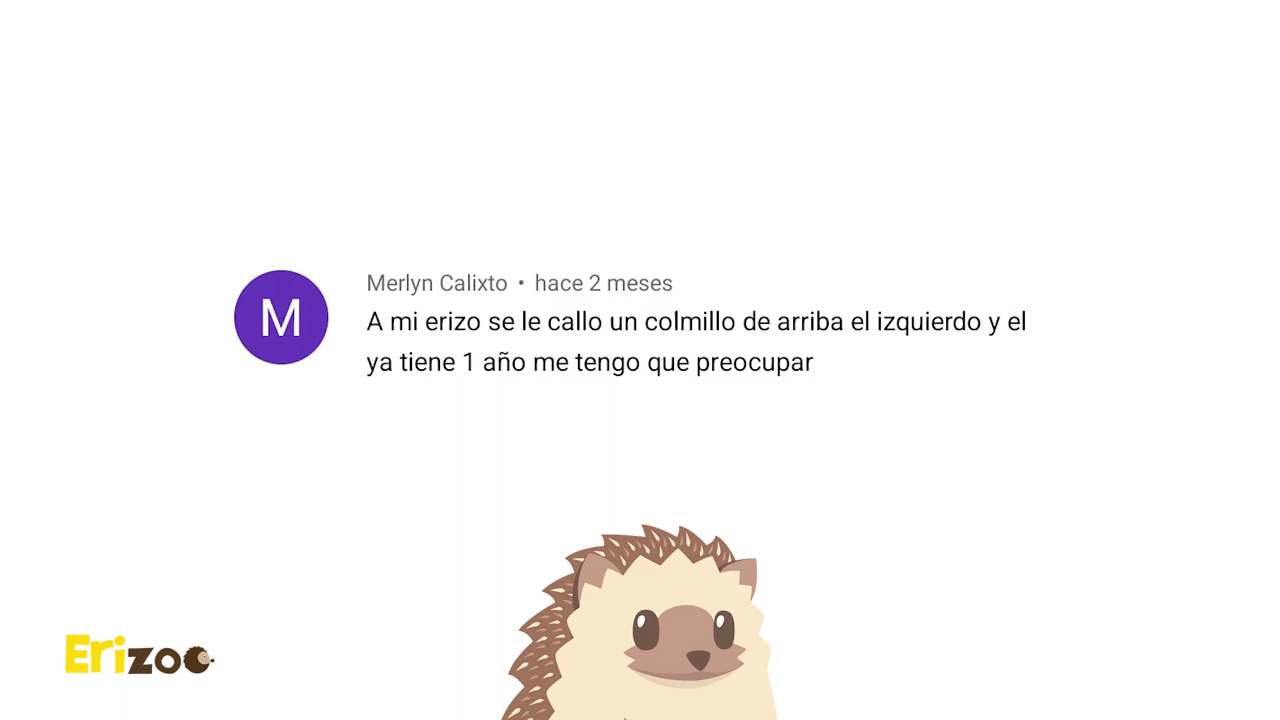 M
Merlyn Calixto • hace 2 meses
A mi erizo se le callo un colmillo de arriba el izquierdo y el
ya tiene 1 año me tengo que preocupar
Erizoo